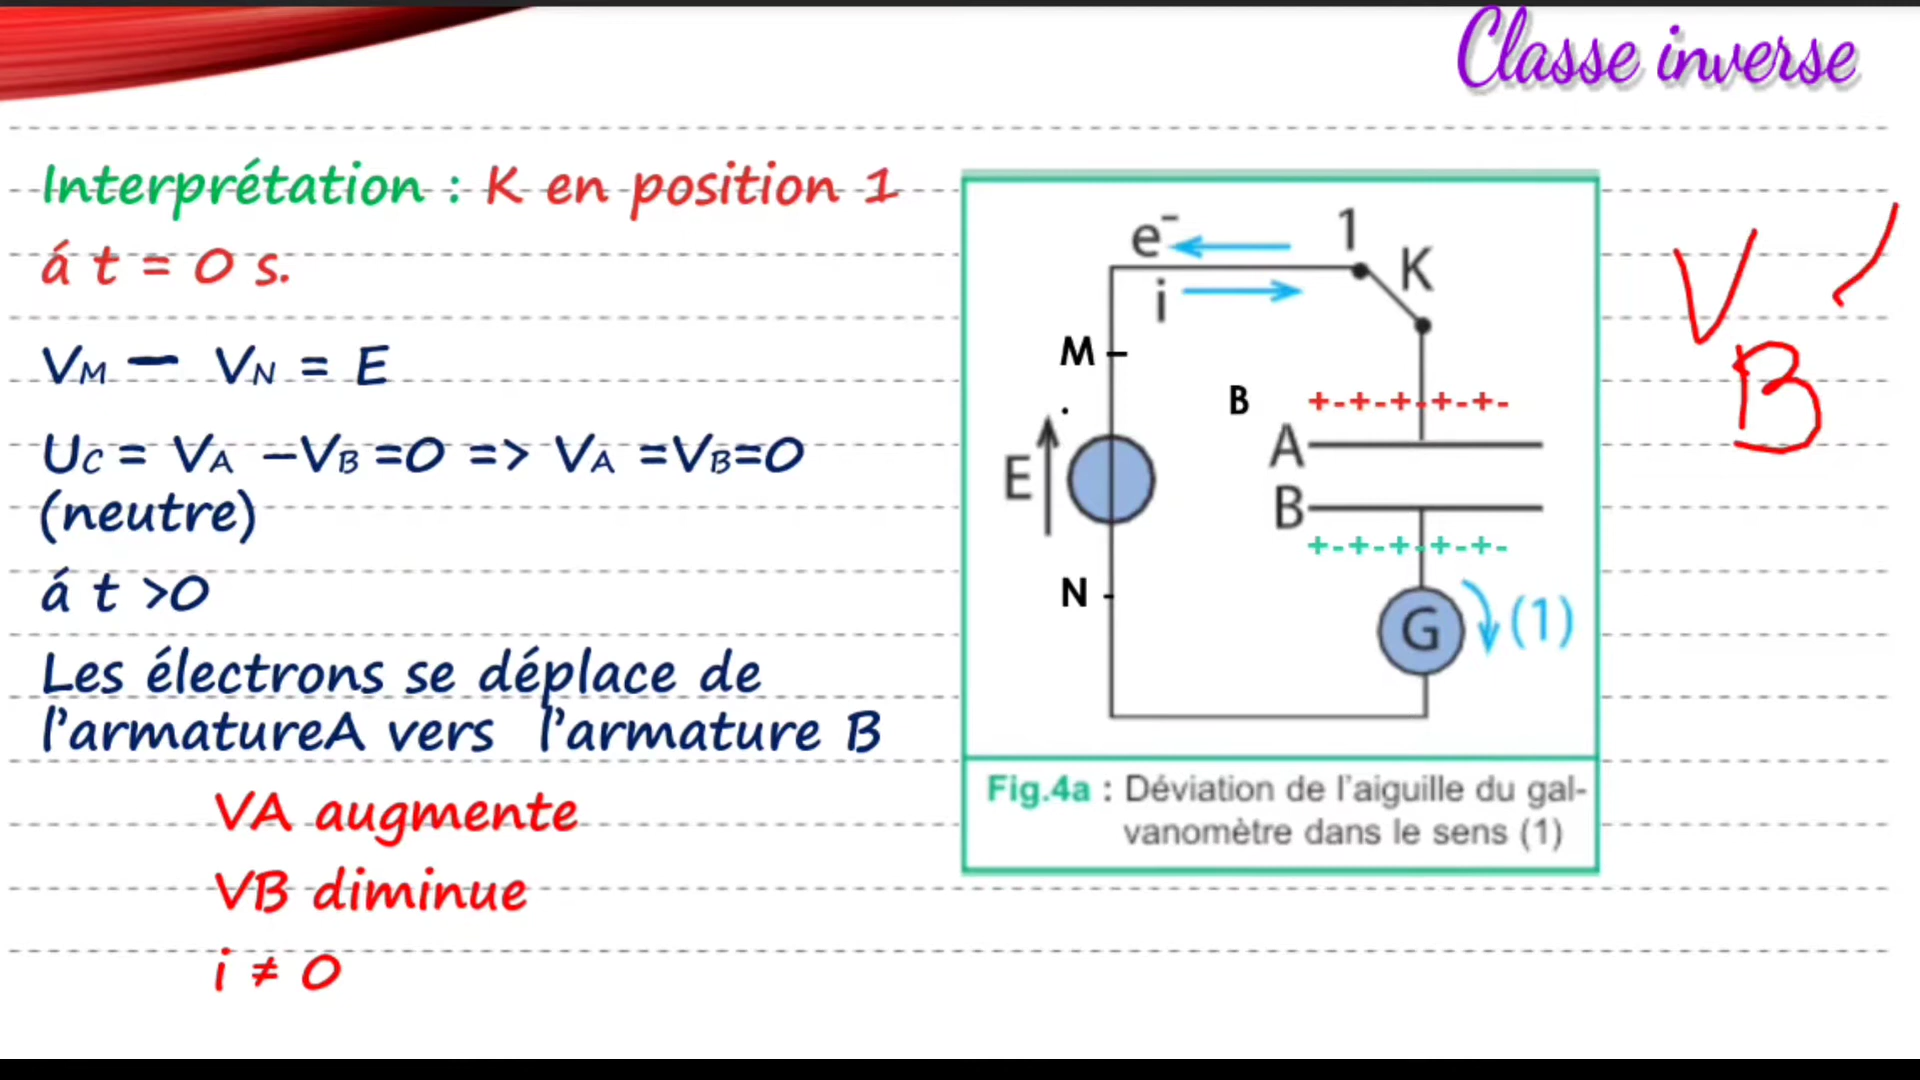 Classe inverse
Interprétation : K en position 1
á t = 0 s.
VM — VN = E
UC = VA –VB =0 => VA =VB=0
(neutre)
á t >0
Les électrons se déplace de
l'armatureA vers l'armature B
VA augmente
VB diminue
i ≠ 0
e⁻
1
K
i
M
B
+-+-+-+-+-
A
E
B
+-+-+-+-+-
N
G
(1)
Fig.4a : Déviation de l'aiguille du gal-
vanomètre dans le sens (1)
V
B